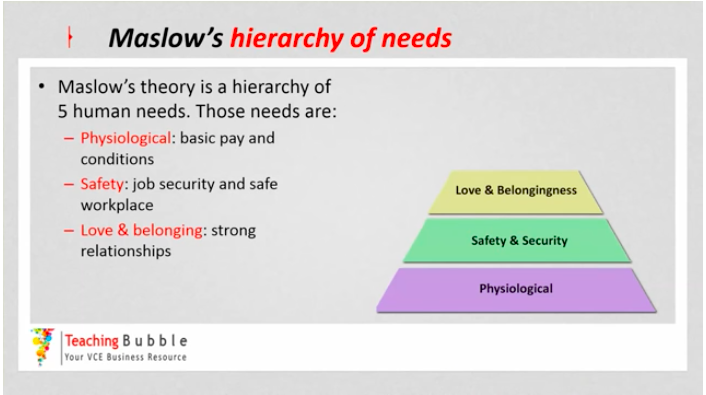 Maslow's hierarchy of needs
• Maslow's theory is a hierarchy of
5 human needs. Those needs are:
– Physiological: basic pay and
conditions
– Safety: job security and safe
workplace
– Love & belonging: strong
relationships
Love & Belongingness
Safety & Security
Physiological
Teaching Bubble
Your VCE Business Resource